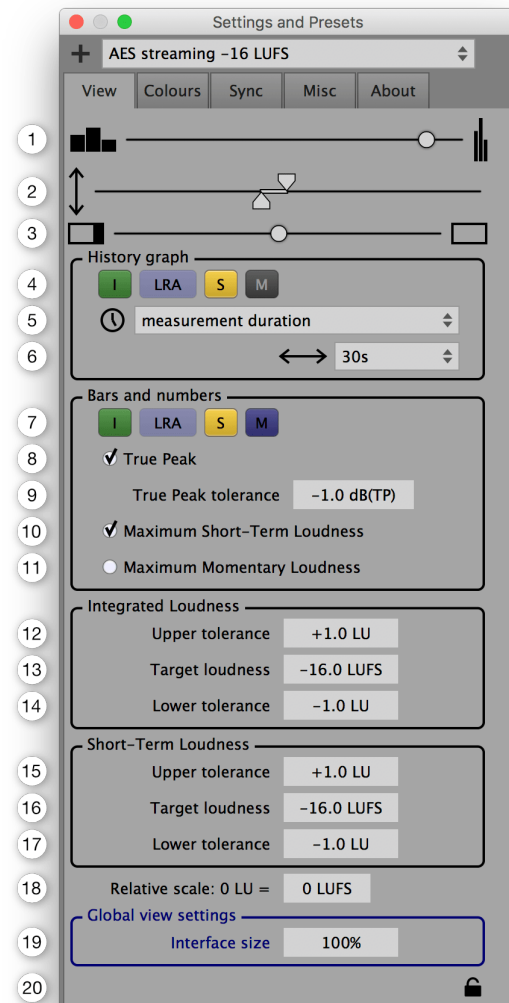 Settings and Presets
AES streaming -16 LUFS
View Colours Sync Misc About
1
2
3
History graph
4 I LRA S M
5 measurement duration
6 30s
Bars and numbers
7 I LRA S M
8 True Peak
9 True Peak tolerance -1.0 dB(TP)
10 Maximum Short-Term Loudness
11 Maximum Momentary Loudness
Integrated Loudness
12 Upper tolerance +1.0 LU
13 Target loudness -16.0 LUFS
14 Lower tolerance -1.0 LU
Short-Term Loudness
15 Upper tolerance +1.0 LU
16 Target loudness -16.0 LUFS
17 Lower tolerance -1.0 LU
18 Relative scale: 0 LU = 0 LUFS
Global view settings
19 Interface size 100%
20